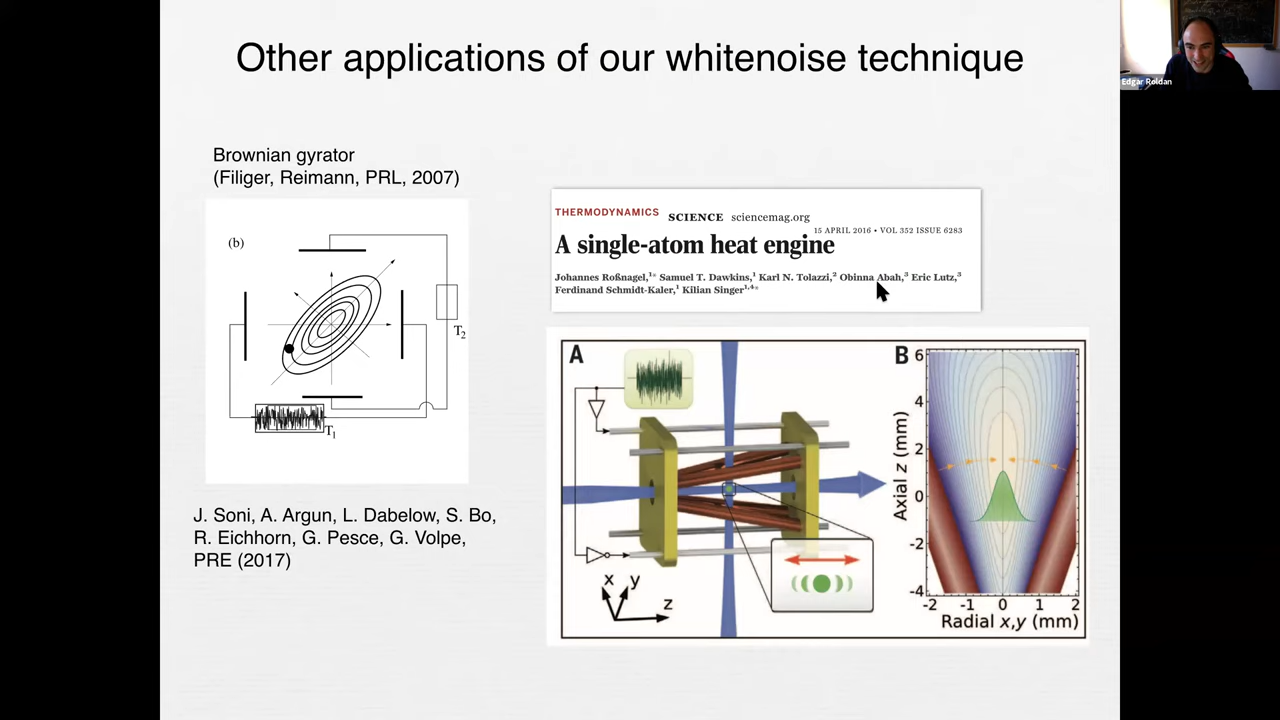 Other applications of our whitenoise technique
Edgar Roldan
Brownian gyrator
(Filiger, Reimann, PRL, 2007)
(b)
T2
T1
J. Soni, A. Argun, L. Dabelow, S. Bo,
R. Eichhorn, G. Pesce, G. Volpe,
PRE (2017)
THERMODYNAMICS SCIENCE sciencemag.org
15 APRIL 2016 • VOL 352 ISSUE 6283
A single-atom heat engine
Johannes Roßnagel,1* Samuel T. Dawkins,1 Karl N. Tolazzi,2 Obinna Abah,3 Eric Lutz,3
Ferdinand Schmidt-Kaler,1 Kilian Singer1,4*
A
x y
z
B
Axial z (mm)
6
4
2
0
-2
-4
-2 -1 0 1 2
Radial x,y (mm)